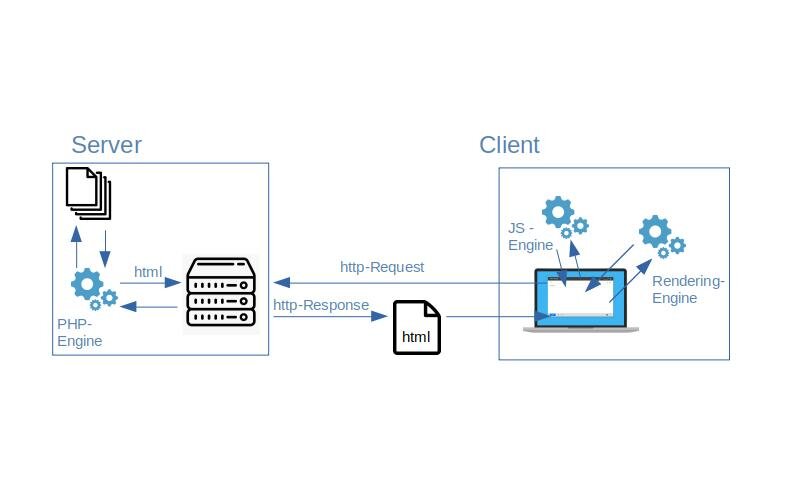 Server
Client
JS -
Engine
html
http-Request
Rendering-
Engine
http-Response
PHP-
Engine
html